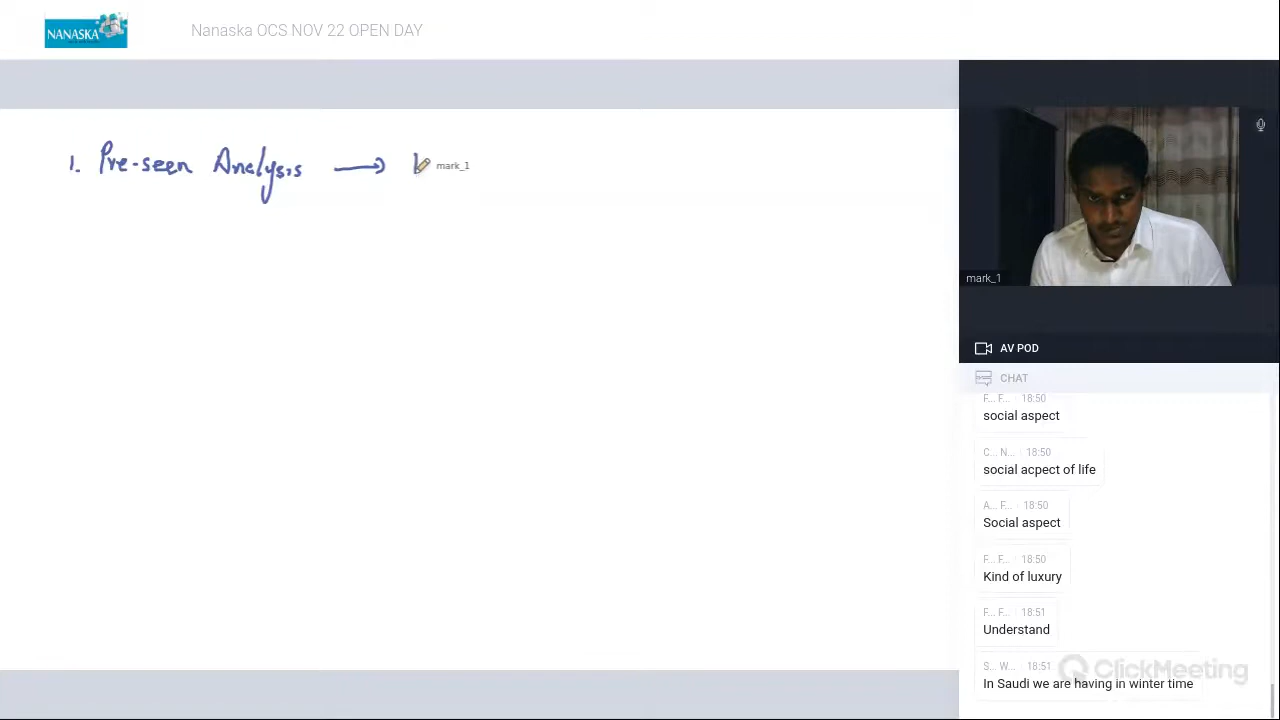 NANASKA
Nanaska OCS NOV 22 OPEN DAY
1. Pre-seen Analysis → mark_1
mark_1
AV POD
CHAT
F... F... 18:50
social aspect
C... N... 18:50
social acpect of life
A... F... 18:50
Social aspect
F... F... 18:50
Kind of luxury
F... F... 18:51
Understand
S... W... 18:51
In Saudi we are having in winter time
ClickMeeting